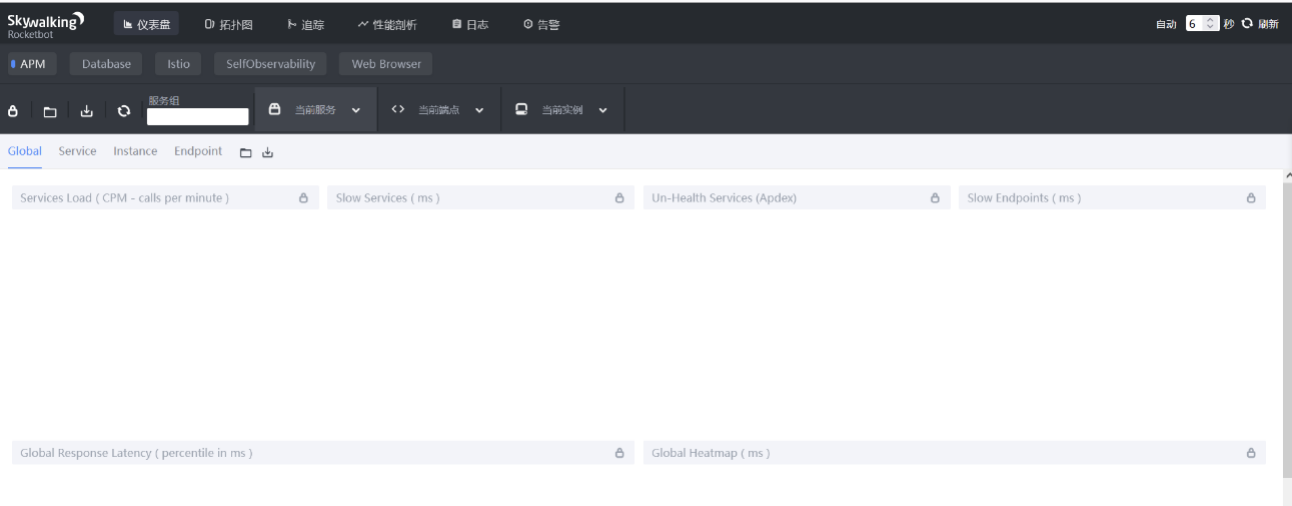 Skywalking
Rocketbot
仪表盘 拓扑图 追踪 性能剖析 日志 告警 自动 6 秒 刷新
APM Database Istio SelfObservability Web Browser
服务组
当前服务 当前端点 当前实例
Global Service Instance Endpoint
Services Load ( CPM - calls per minute ) Slow Services ( ms ) Un-Health Services (Apdex) Slow Endpoints ( ms )
Global Response Latency ( percentile in ms ) Global Heatmap ( ms )